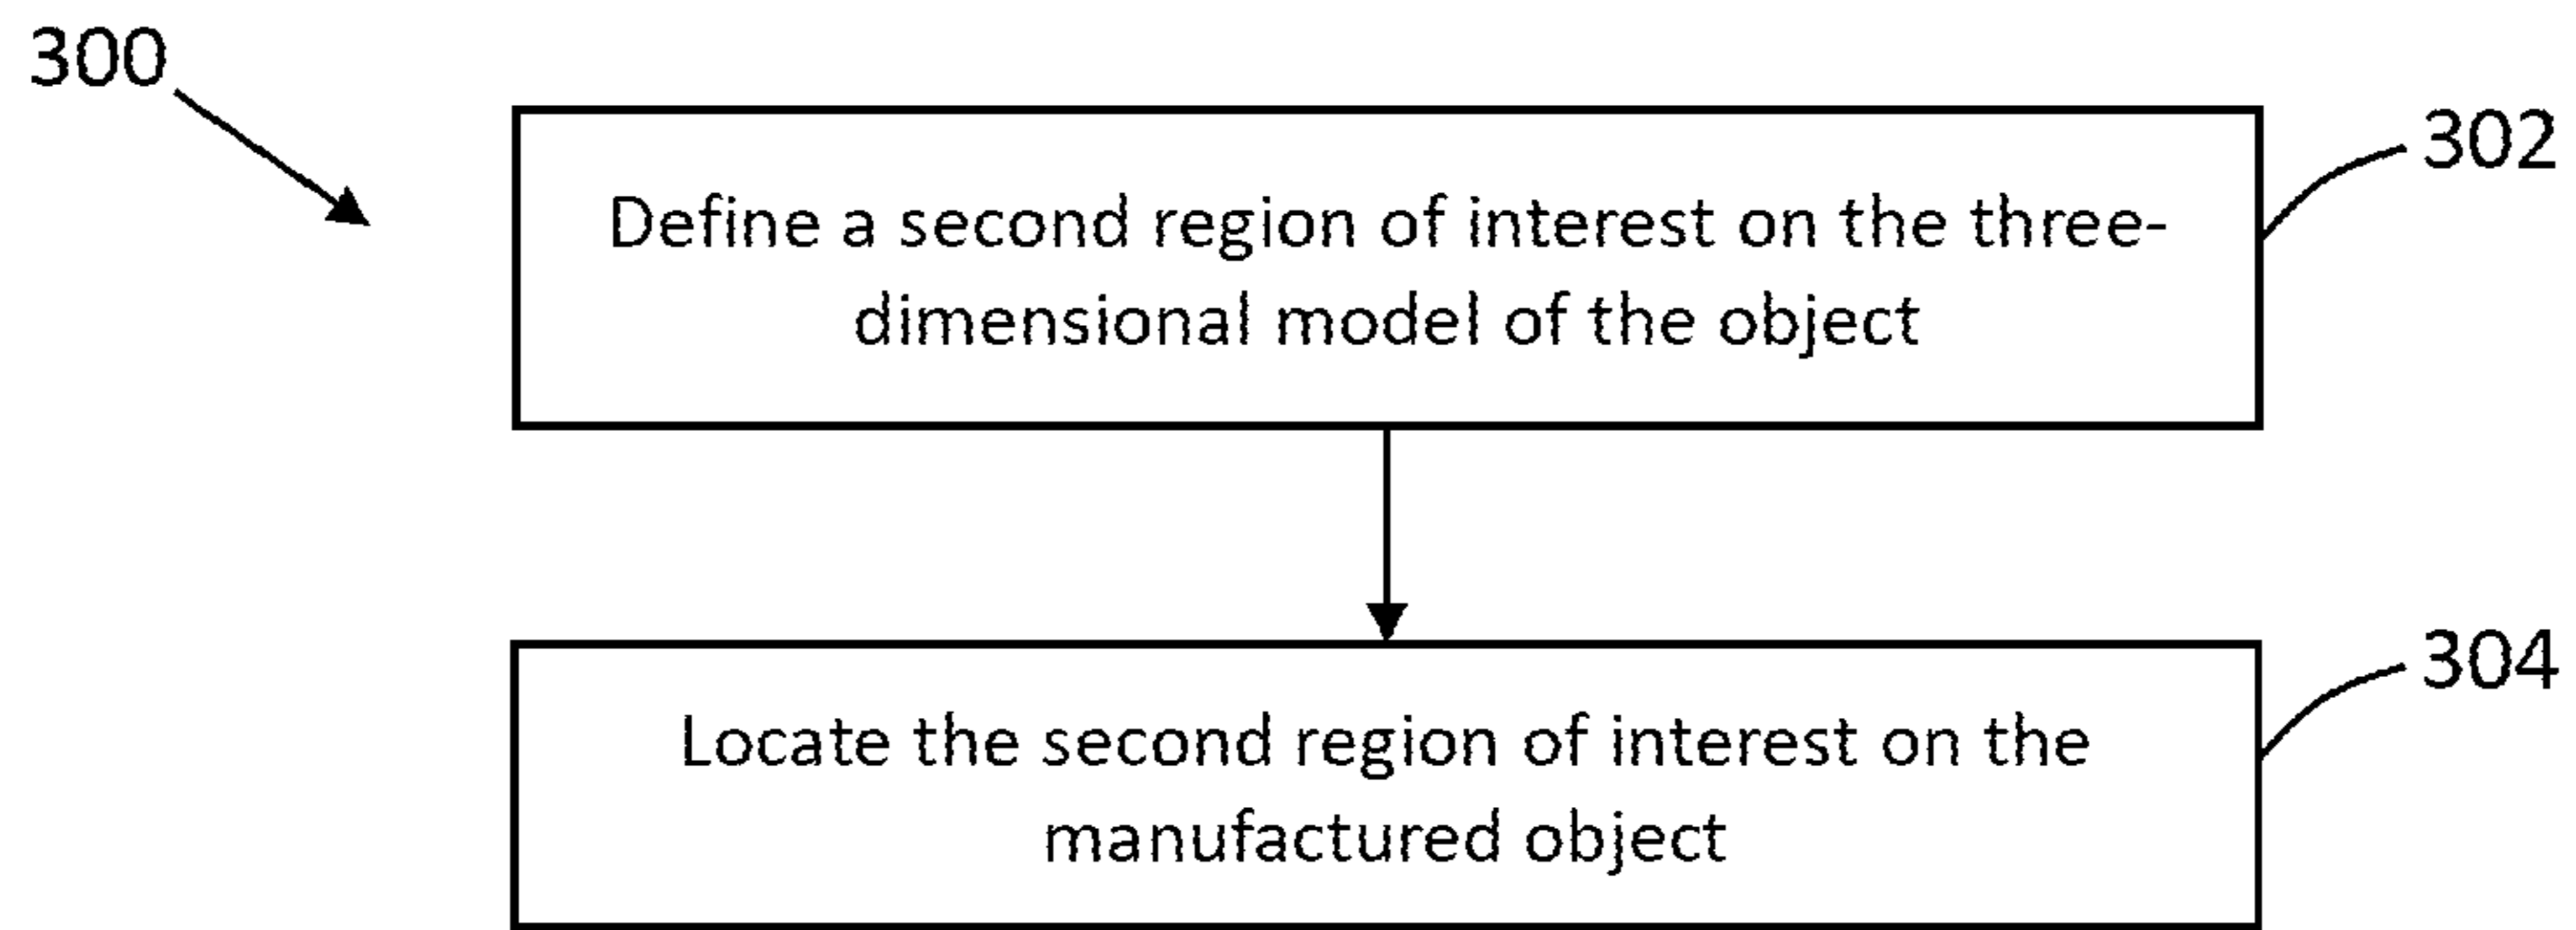 300
302
Define a second region of interest on the three-
dimensional model of the object
304
Locate the second region of interest on the
manufactured object